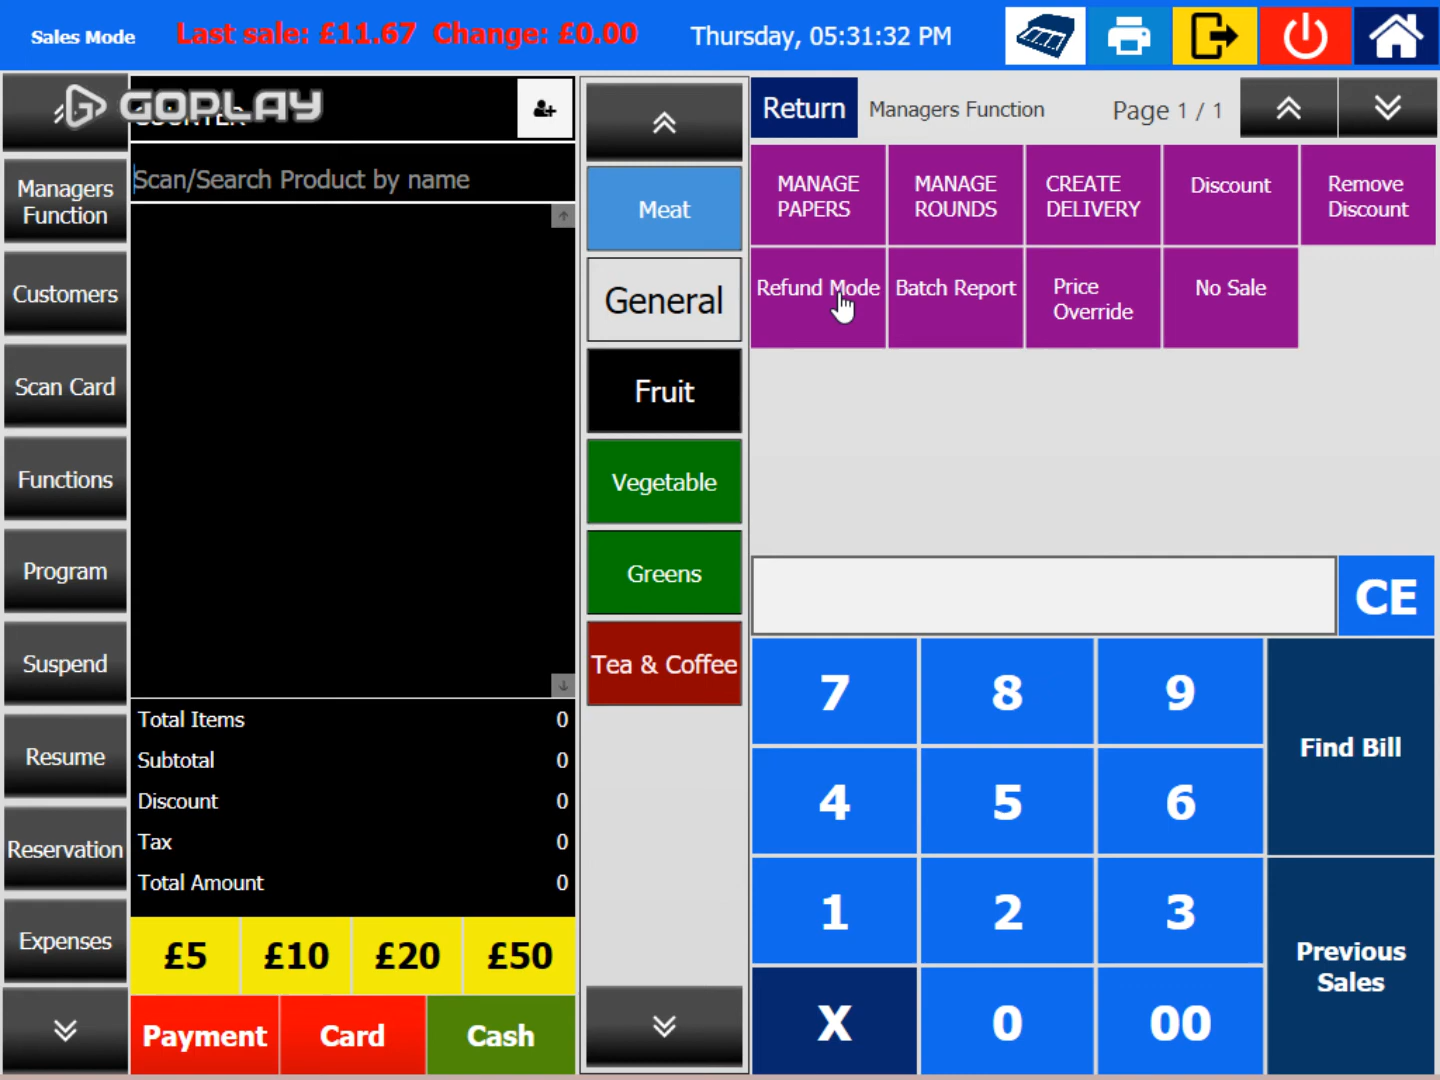 Sales Mode
Last sale: £11.67 Change: £0.00
Thursday, 05:31:32 PM
GOPLAY
COUNTER
Scan/Search Product by name
Managers
Function
Customers
Scan Card
Functions
Program
Suspend
Resume
Reservation
Expenses
Total Items 0
Subtotal 0
Discount 0
Tax 0
Total Amount 0
£5 £10 £20 £50
Payment Card Cash
Meat
General
Fruit
Vegetable
Greens
Tea & Coffee
Return Managers Function Page 1 / 1
MANAGE
PAPERS
MANAGE
ROUNDS
CREATE
DELIVERY
Discount
Remove
Discount
Refund Mode
Batch Report
Price
Override
No Sale
CE
7 8 9
Find Bill
4 5 6
1 2 3
Previous
Sales
X 0 00